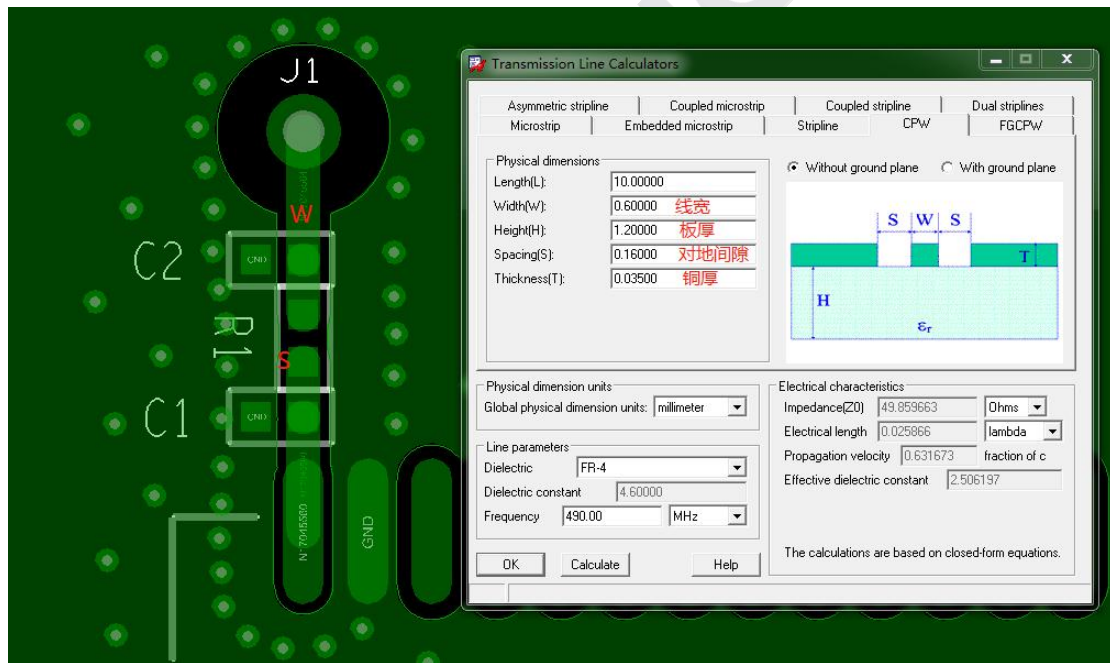 J1
W
C2
GND
R1
S
C1
GND
GND
Transmission Line Calculators
Asymmetric stripline
Coupled microstrip
Coupled stripline
Dual striplines
Microstrip
Embedded microstrip
Stripline
CPW
FGCPW
Physical dimensions
Length(L): 10.00000
Width(W): 0.60000 线宽
Height(H): 1.20000 板厚
Spacing(S): 0.16000 对地间隙
Thickness(T): 0.03500 铜厚
Without ground plane
With ground plane
S W S
T
H
εr
Physical dimension units
Global physical dimension units: millimeter
Line parameters
Dielectric FR-4
Dielectric constant 4.60000
Frequency 490.00 MHz
Electrical characteristics
Impedance(Z0) 49.859663 Ohms
Electrical length 0.025866 lambda
Propagation velocity 0.631673 fraction of c
Effective dielectric constant 2.506197
The calculations are based on closed-form equations.
OK
Calculate
Help